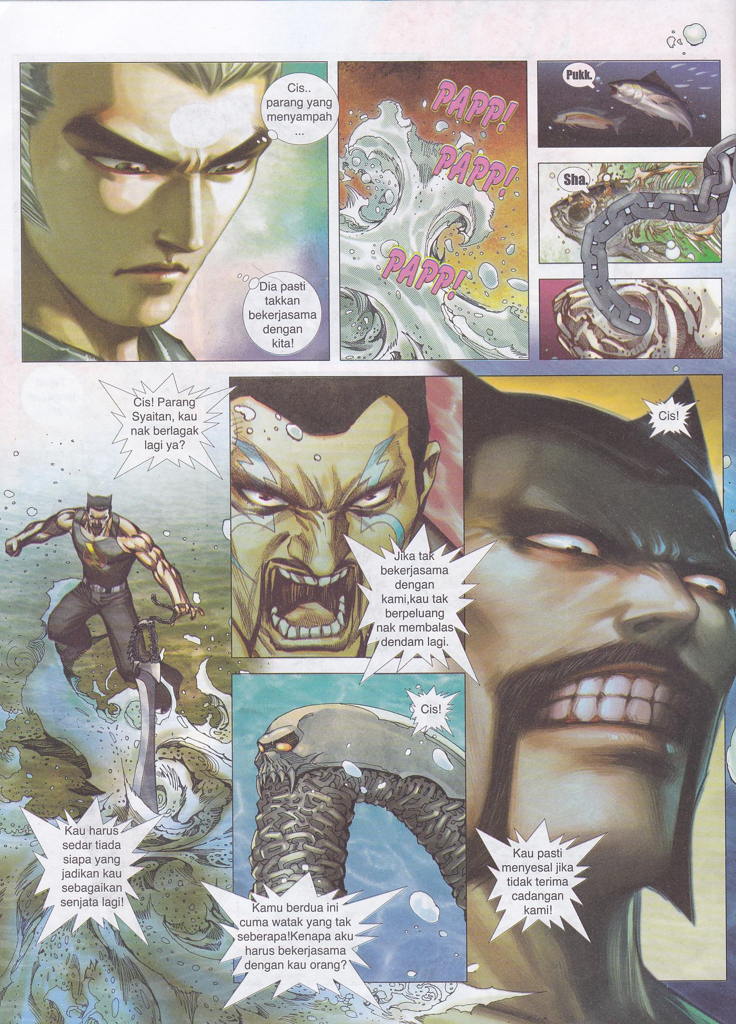 Cis..
parang yang
menyampah
...
Dia pasti
takkan
bekerjasama
dengan
kita!
PAPP!
PAPP!
PAPP!
Pukk.
Sha.
Cis! Parang
Syaitan, kau
nak berlagak
lagi ya?
Jika tak
bekerjasama
dengan
kami,kau tak
berpeluang
nak membalas
dendam lagi.
Cis!
Cis!
Kau harus
sedar tiada
siapa yang
jadikan kau
sebagaikan
senjata lagi!
Kamu berdua ini
cuma watak yang tak
seberapa!Kenapa aku
harus bekerjasama
dengan kau orang?
Kau pasti
menyesal jika
tidak terima
cadangan
kami!